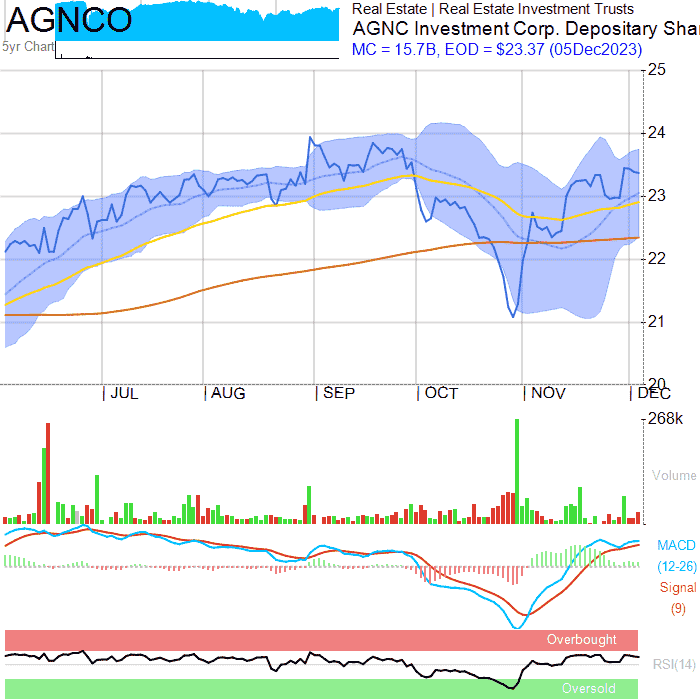 AGNCO
5yr Chart
Real Estate | Real Estate Investment Trusts
AGNC Investment Corp. Depositary Shar
MC = 15.7B, EOD = $23.37 (05Dec2023)
25
24
23
22
21
20
JUL
AUG
SEP
OCT
NOV
DEC
268k
Volume
MACD
(12-26)
Signal
(9)
Overbought
RSI(14)
Oversold